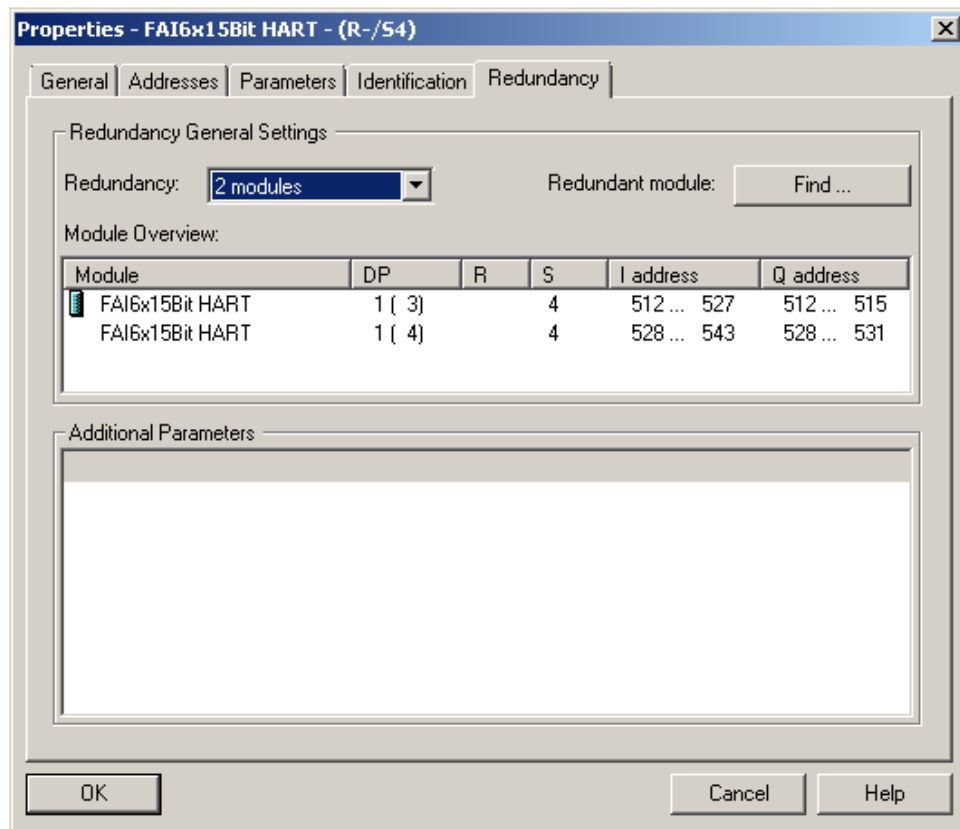 Properties - FAI6x15Bit HART - (R-/S4)
General Addresses Parameters Identification Redundancy
Redundancy General Settings
Redundancy: 2 modules Redundant module: Find ...
Module Overview:
Module DP R S I address Q address
FAI6x15Bit HART 1 ( 3) 4 512 ... 527 512 ... 515
FAI6x15Bit HART 1 ( 4) 4 528 ... 543 528 ... 531
Additional Parameters
OK Cancel Help